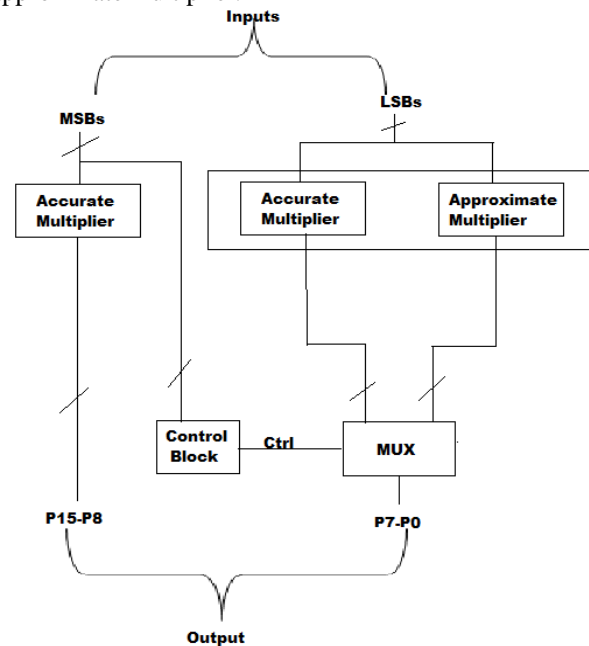 Inputs
MSBs
LSBs
Accurate
Multiplier
Accurate
Multiplier
Approximate
Multiplier
Control
Block
Ctrl
MUX
P15-P8
P7-P0
Output